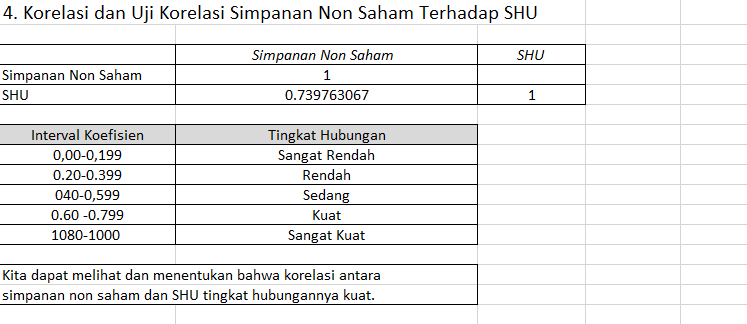 4. Korelasi dan Uji Korelasi Simpanan Non Saham Terhadap SHU
Simpanan Non Saham SHU
Simpanan Non Saham 1
SHU 0.739763067 1
Interval Koefisien Tingkat Hubungan
0,00-0,199 Sangat Rendah
0.20-0.399 Rendah
040-0,599 Sedang
0.60 -0.799 Kuat
1080-1000 Sangat Kuat
Kita dapat melihat dan menentukan bahwa korelasi antara
simpanan non saham dan SHU tingkat hubungannya kuat.